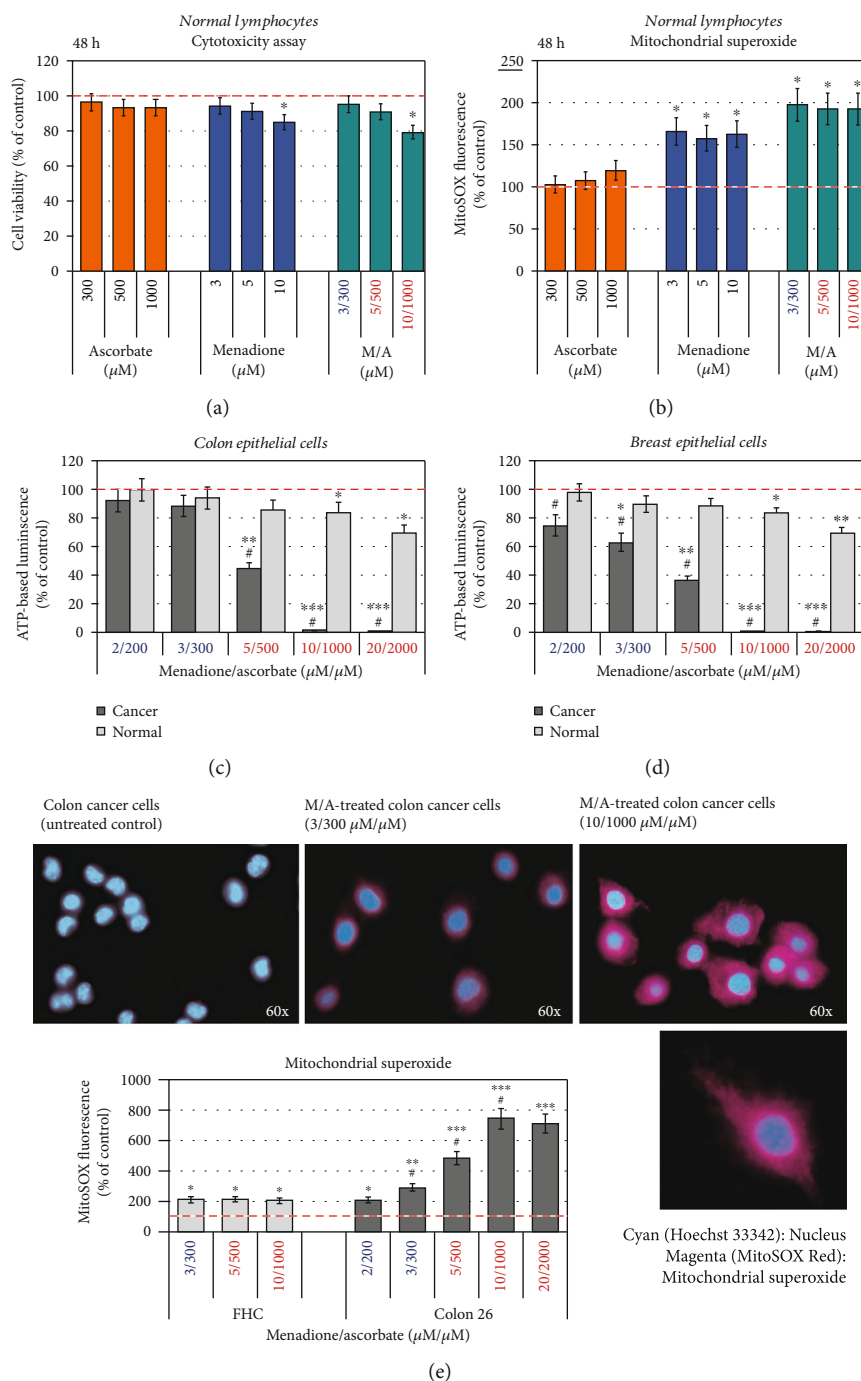 Normal lymphocytes
Cytotoxicity assay
48 h
Cell viability (% of control)
120
100
80
60
40
20
0
*
*
300
500
1000
3
5
10
3/300
5/500
10/1000
Ascorbate
(μM)
Menadione
(μM)
M/A
(μM)
(a)
Normal lymphocytes
Mitochondrial superoxide
48 h
MitoSOX fluorescence
(% of control)
250
200
150
100
50
0
* * *
* * *
300
500
1000
3
5
10
3/300
5/500
10/1000
Ascorbate
(μM)
Menadione
(μM)
M/A
(μM)
(b)
Colon epithelial cells
ATP-based luminscence
(% of control)
120
100
80
60
40
20
0
**
#
***
#
*
***
#
*
2/200 3/300 5/500 10/1000 20/2000
Menadione/ascorbate (μM/μM)
Cancer
Normal
(c)
Breast epithelial cells
ATP-based luminescence
(% of control)
120
100
80
60
40
20
0
#
*
#
**
#
***
#
*
***
#
**
2/200 3/300 5/500 10/1000 20/2000
Menadione/ascorbate (μM/μM)
Cancer
Normal
(d)
Colon cancer cells
(untreated control)
60x
M/A-treated colon cancer cells
(3/300 μM/μM)
60x
M/A-treated colon cancer cells
(10/1000 μM/μM)
60x
Mitochondrial superoxide
MitoSOX fluorescence
(% of control)
1000
800
600
400
200
0
* * *
*
**
#
***
#
***
#
***
3/300
5/500
10/1000
2/200
3/300
5/500
10/1000
20/2000
FHC
Colon 26
Menadione/ascorbate (μM/μM)
Cyan (Hoechst 33342): Nucleus
Magenta (MitoSOX Red):
Mitochondrial superoxide
(e)